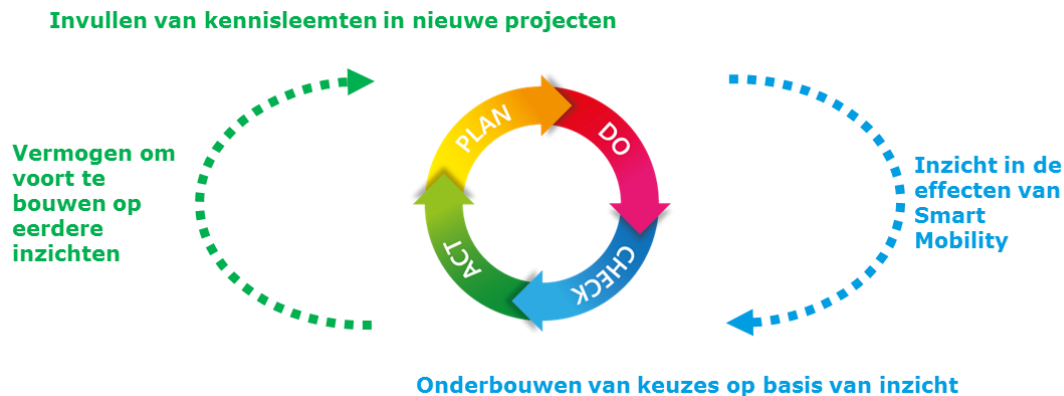 Invullen van kennisleemten in nieuwe projecten
PLAN
DO
CHECK
ACT
Vermogen om
voort te
bouwen op
eerdere
inzichten
Inzicht in de
effecten van
Smart
Mobility
Onderbouwen van keuzes op basis van inzicht